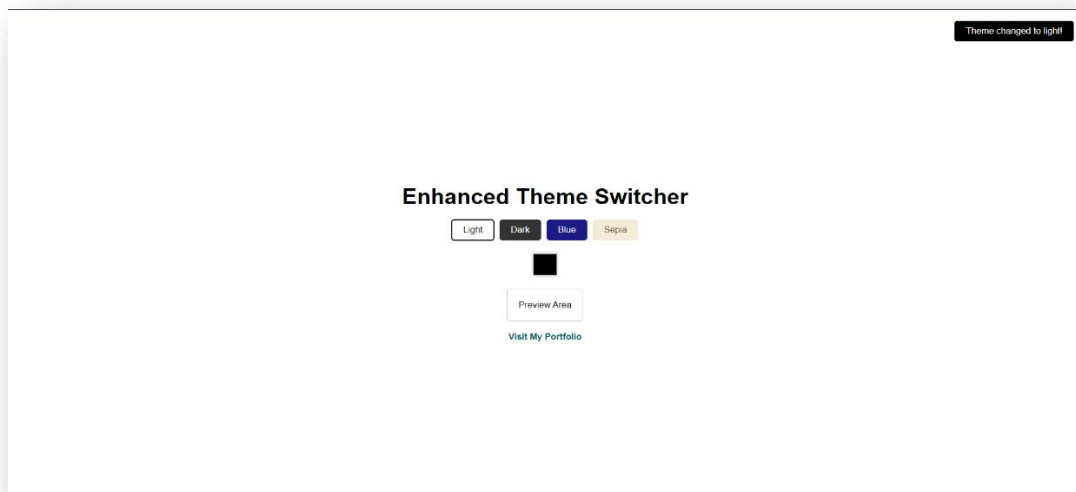 Theme changed to light!
Enhanced Theme Switcher
Light Dark Blue Sepia
Preview Area
Visit My Portfolio